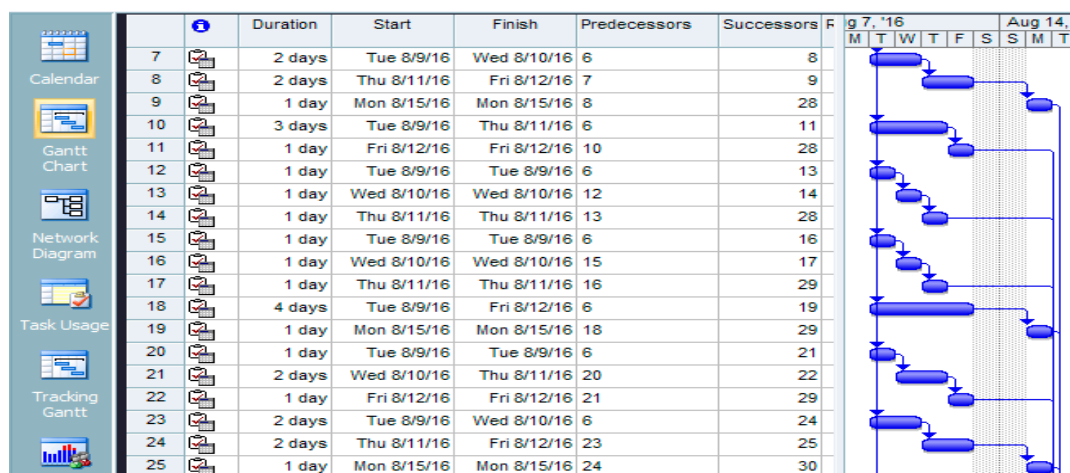 Duration Start Finish Predecessors Successors R
g 7, '16 Aug 14,
M T W T F S S M T
7 2 days Tue 8/9/16 Wed 8/10/16 6 8
8 2 days Thu 8/11/16 Fri 8/12/16 7 9
9 1 day Mon 8/15/16 Mon 8/15/16 8 28
10 3 days Tue 8/9/16 Thu 8/11/16 6 11
11 1 day Fri 8/12/16 Fri 8/12/16 10 28
12 1 day Tue 8/9/16 Tue 8/9/16 6 13
13 1 day Wed 8/10/16 Wed 8/10/16 12 14
14 1 day Thu 8/11/16 Thu 8/11/16 13 28
15 1 day Tue 8/9/16 Tue 8/9/16 6 16
16 1 day Wed 8/10/16 Wed 8/10/16 15 17
17 1 day Thu 8/11/16 Thu 8/11/16 16 29
18 4 days Tue 8/9/16 Fri 8/12/16 6 19
19 1 day Mon 8/15/16 Mon 8/15/16 18 29
20 1 day Tue 8/9/16 Tue 8/9/16 6 21
21 2 days Wed 8/10/16 Thu 8/11/16 20 22
22 1 day Fri 8/12/16 Fri 8/12/16 21 29
23 2 days Tue 8/9/16 Wed 8/10/16 6 24
24 2 days Thu 8/11/16 Fri 8/12/16 23 25
25 1 day Mon 8/15/16 Mon 8/15/16 24 30
Calendar
Gantt
Chart
Network
Diagram
Task Usage
Tracking
Gantt